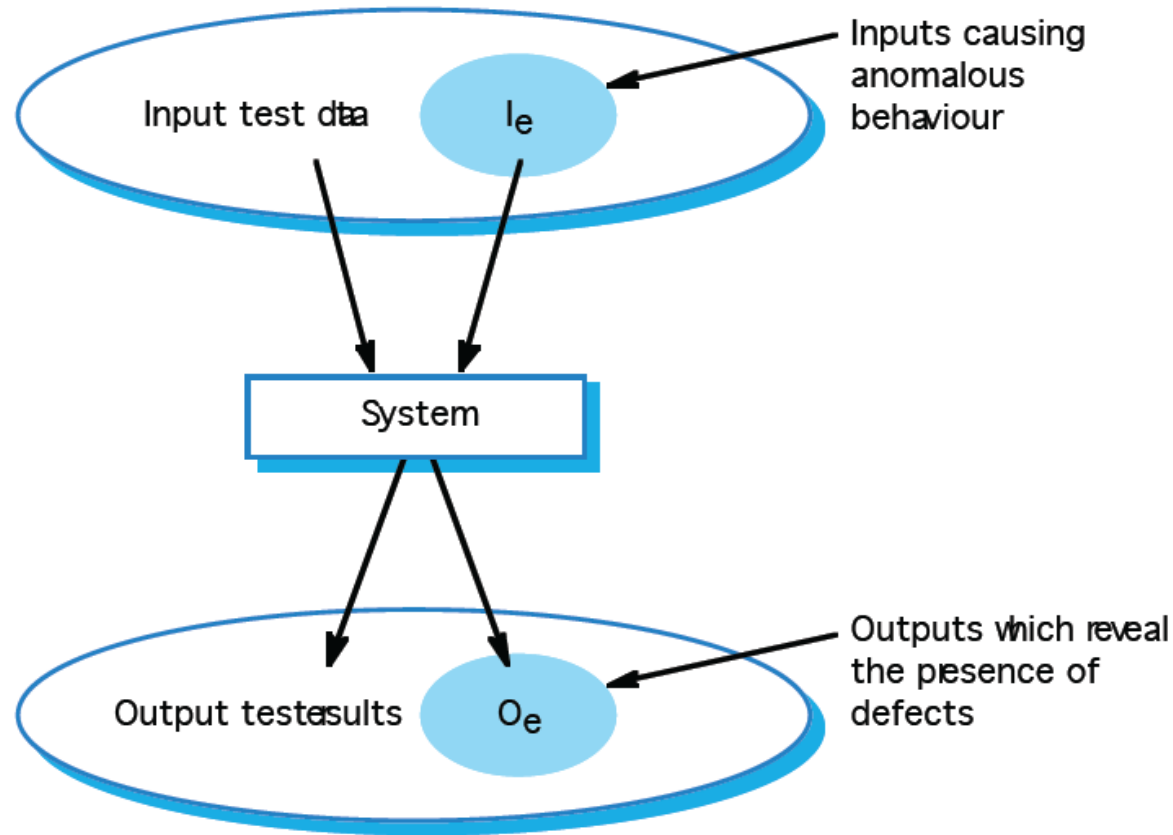 Inputs causing
anomalous
behaviour
Input test data
Ie
System
Outputs which reveal
the presence of
defects
Output test results
Oe